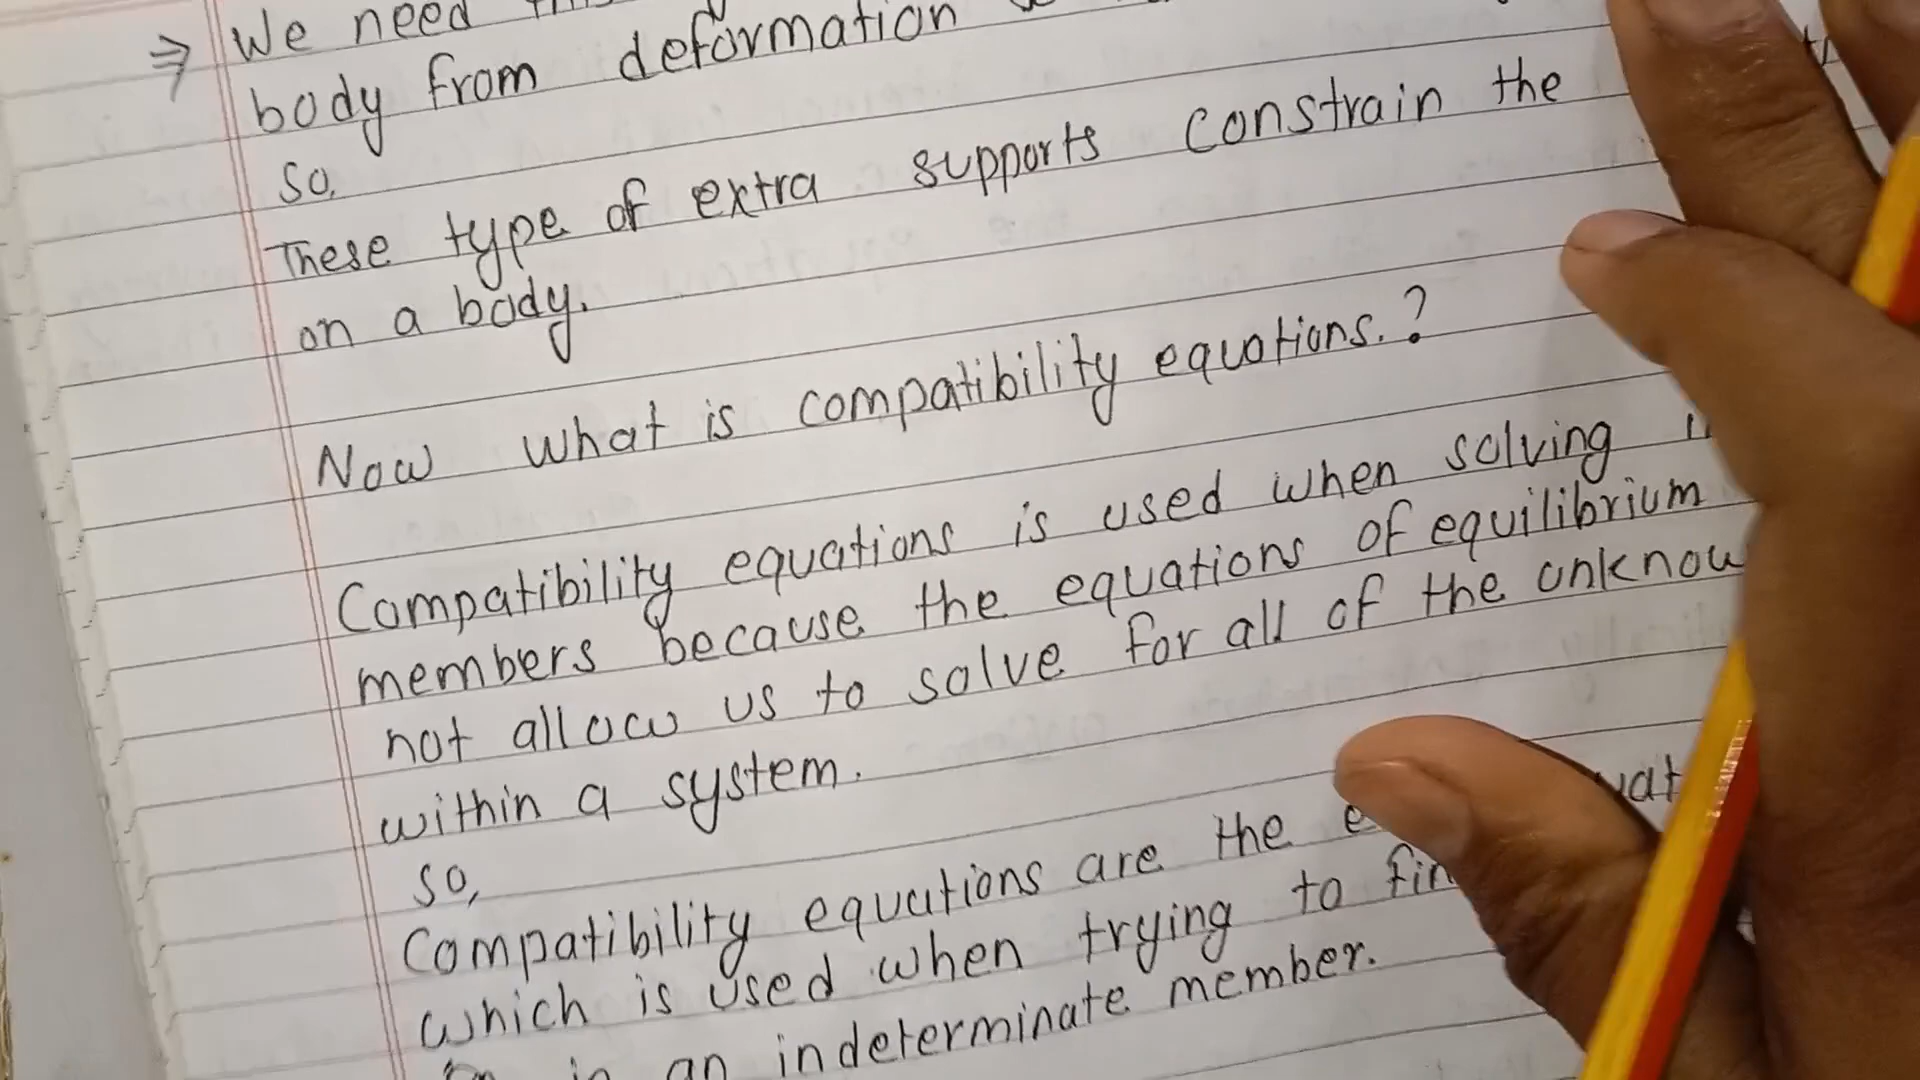 ⇒ We need
body from deformation
So,
These type of extra supports constrain the
on a body.
Now what is compatibility equations.?
Compatibility equations is used when solving
members because the equations of equilibrium
not allow us to solve for all of the unknow
within a system.
so,
Compatibility equations are the
which is used when trying to fin
in an indeterminate member.